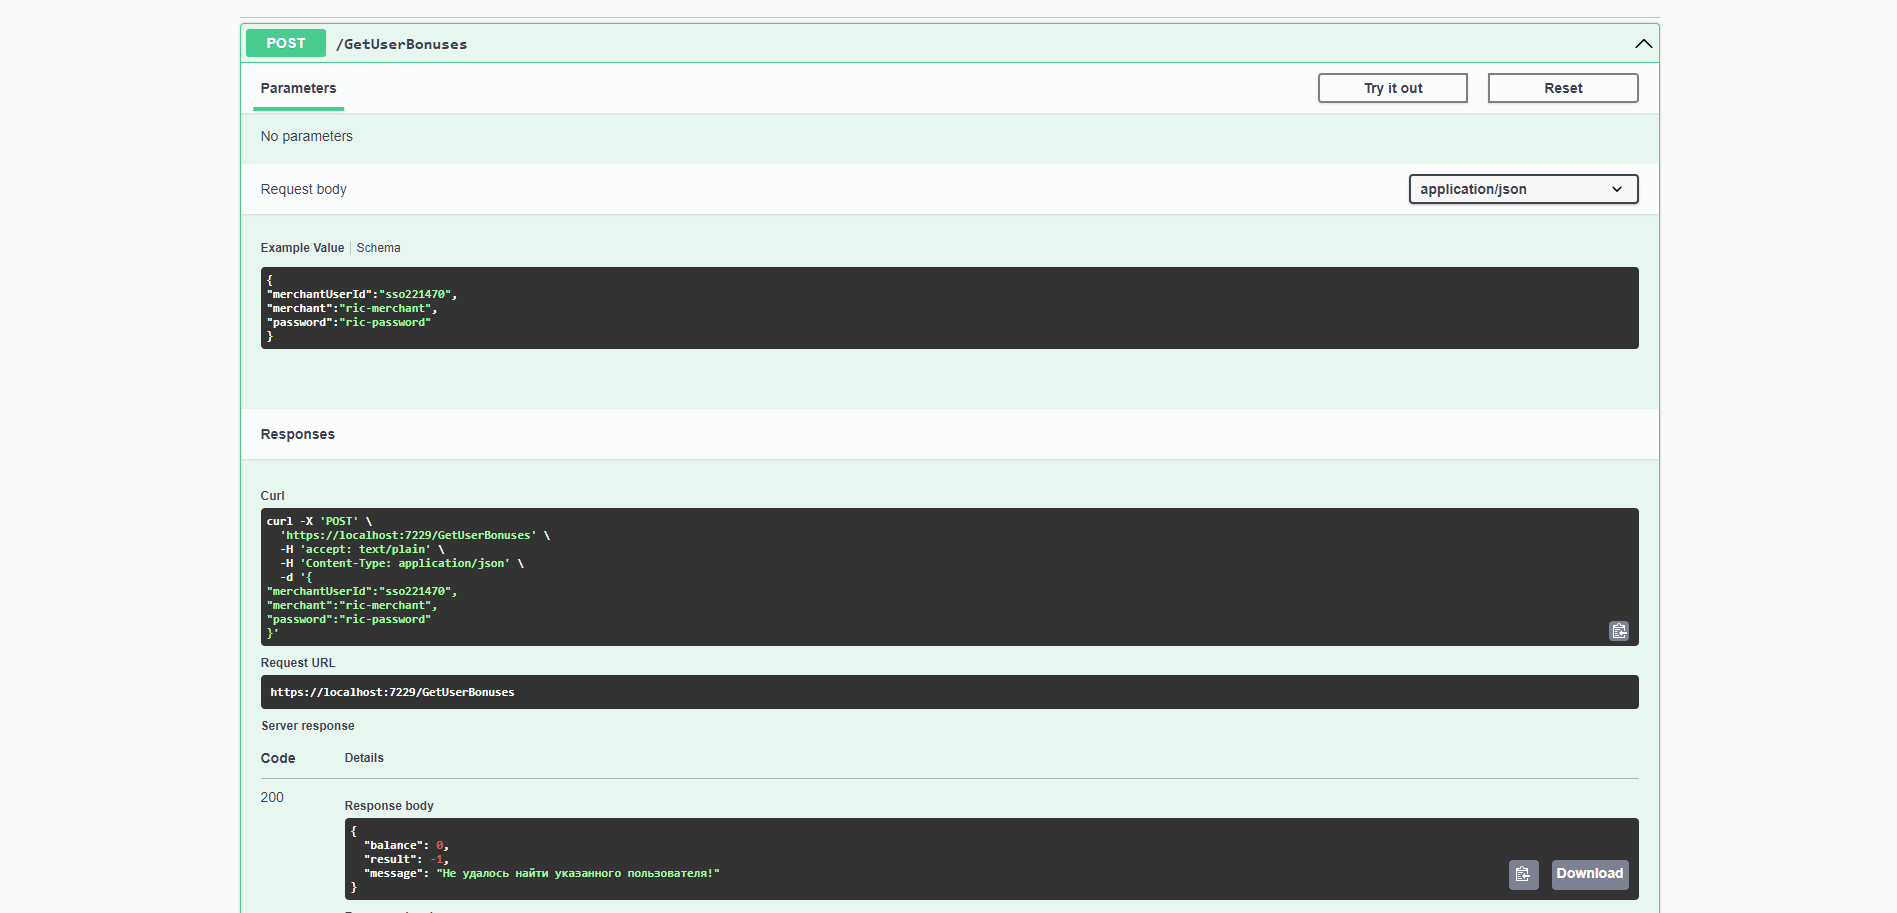 POST /GetUserBonuses
Parameters
Try it out
Reset
No parameters
Request body
application/json
Example Value
Schema
{
"merchantUserId":"sso221470",
"merchant":"ric-merchant",
"password":"ric-password"
}
Responses
Curl
curl -X 'POST' \
'https://localhost:7229/GetUserBonuses' \
-H 'accept: text/plain' \
-H 'Content-Type: application/json' \
-d '{
"merchantUserId":"sso221470",
"merchant":"ric-merchant",
"password":"ric-password"
}'
Request URL
https://localhost:7229/GetUserBonuses
Server response
Code
Details
200
Response body
{
"balance": 0,
"result": -1,
"message": "Не удалось найти указанного пользователя!"
}
Download